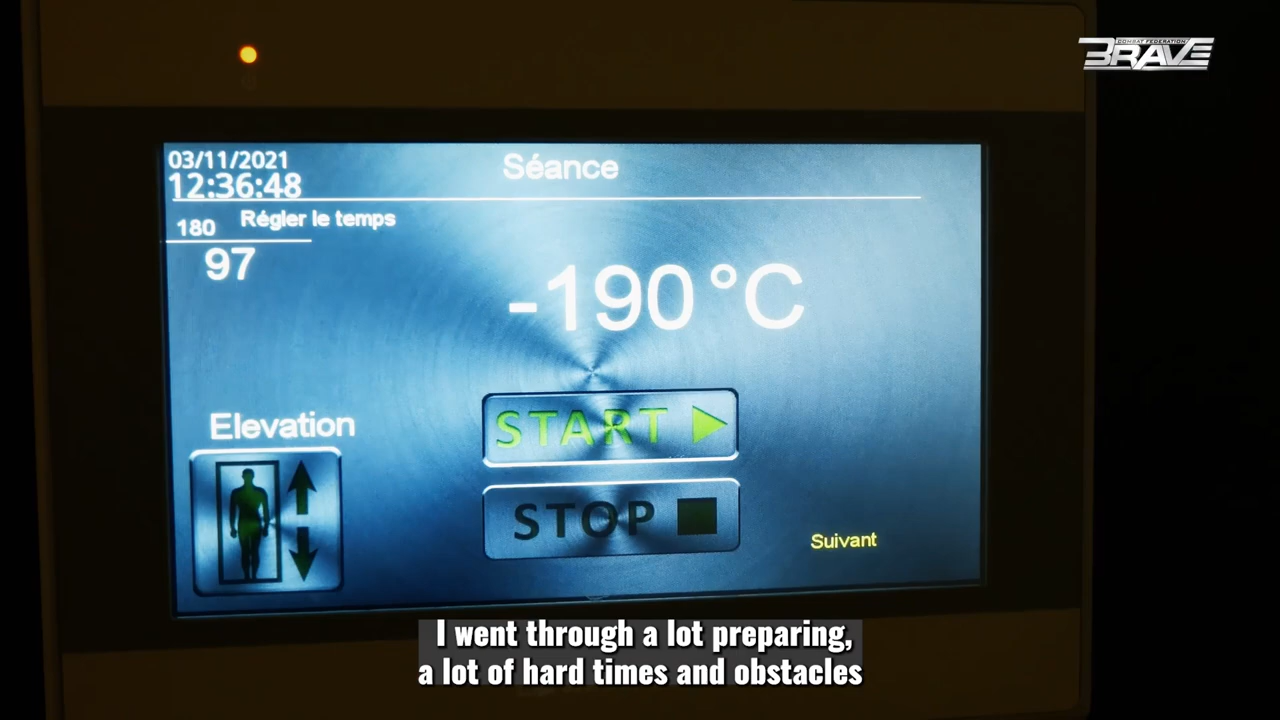 COMBAT FEDERATION
BRAVE
03/11/2021
Séance
12:36:48
180
Régler le temps
97
-190 °C
Elevation
START
STOP
Suivant
I went through a lot preparing,
a lot of hard times and obstacles